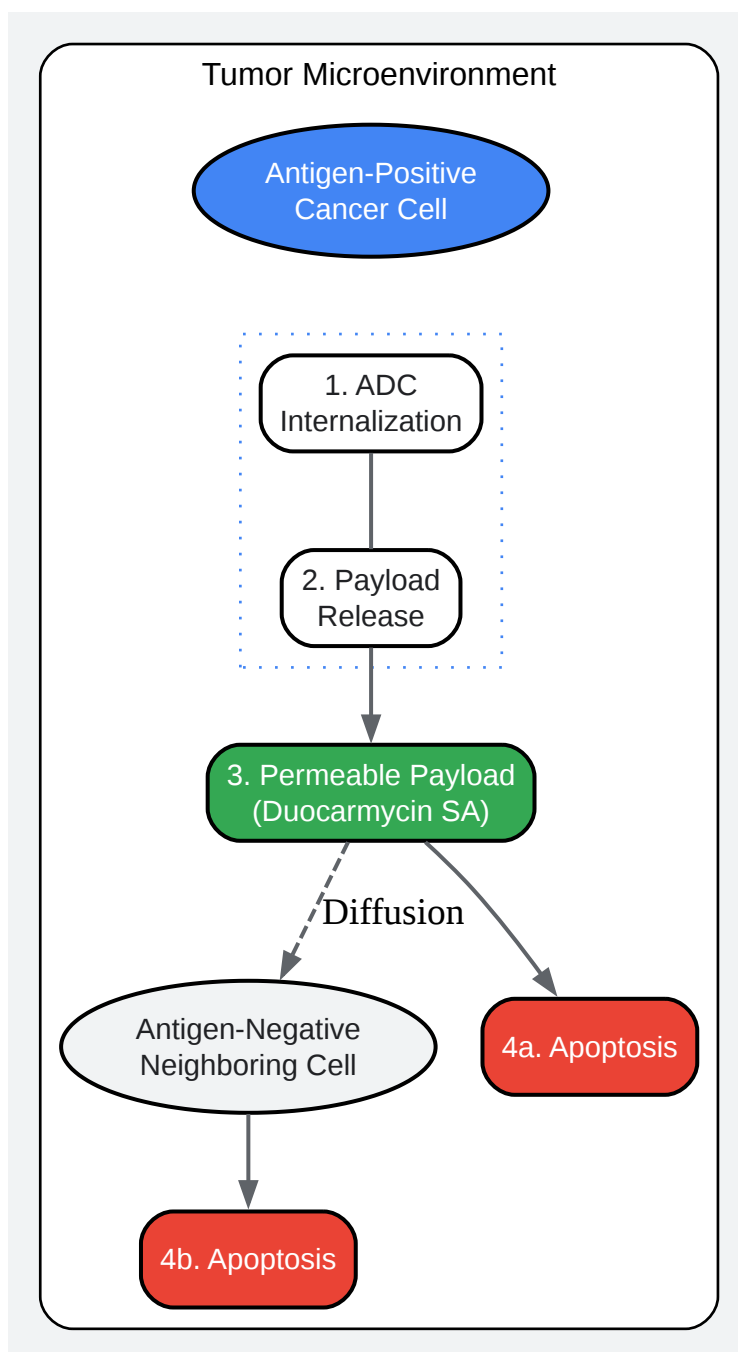 Tumor Microenvironment
Antigen-Positive
Cancer Cell
1. ADC
Internalization
2. Payload
Release
3. Permeable Payload
(Duocarmycin SA)
Diffusion
Antigen-Negative
Neighboring Cell
4a. Apoptosis
4b. Apoptosis